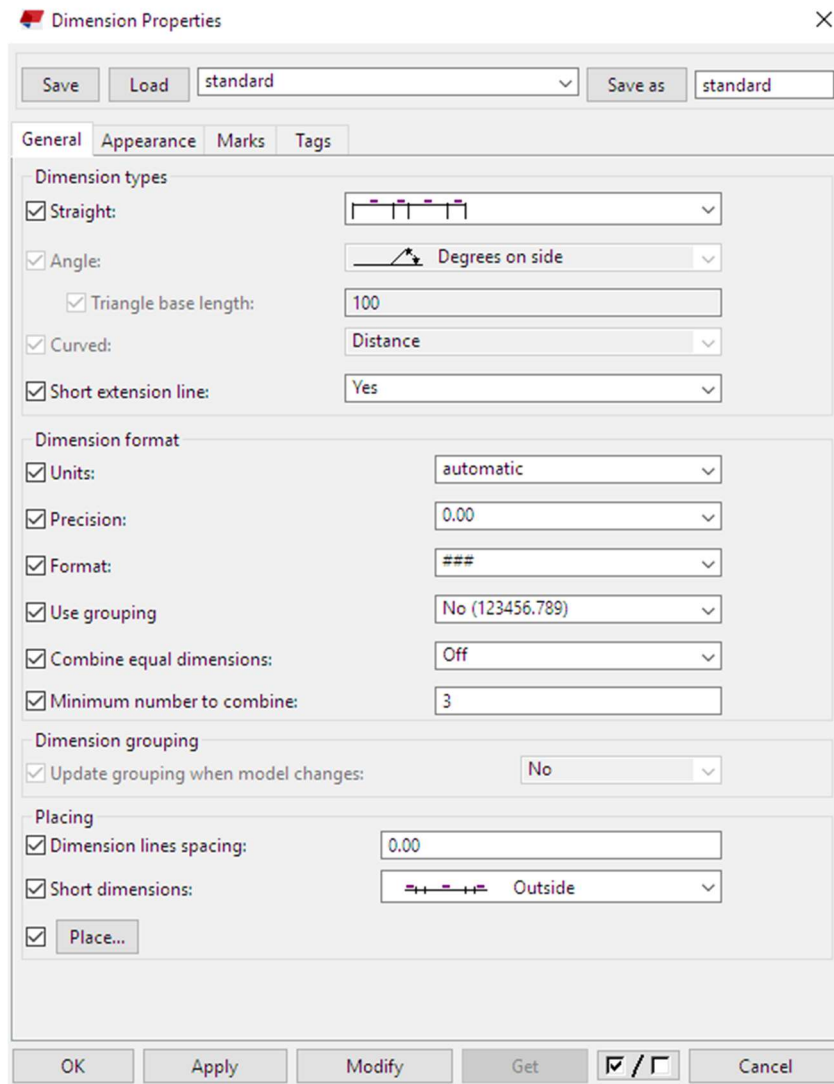 Dimension Properties
Save Load standard Save as standard
General Appearance Marks Tags
Dimension types
Straight:
Angle: Degrees on side
Triangle base length: 100
Curved: Distance
Short extension line: Yes
Dimension format
Units: automatic
Precision: 0.00
Format: ###
Use grouping No (123456.789)
Combine equal dimensions: Off
Minimum number to combine: 3
Dimension grouping
Update grouping when model changes: No
Placing
Dimension lines spacing: 0.00
Short dimensions: Outside
Place...
OK Apply Modify Get / Cancel